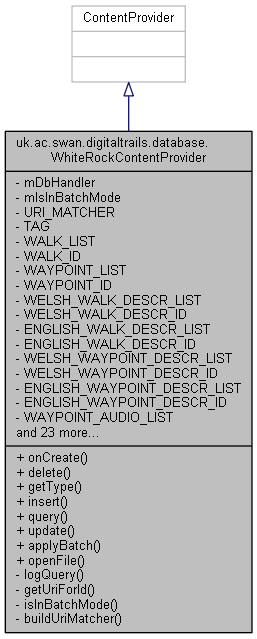 ContentProvider
uk.ac.swan.digitaltrails.database.
WhiteRockContentProvider
- mDbHandler
- mIsInBatchMode
- URI_MATCHER
- TAG
- WALK_LIST
- WALK_ID
- WAYPOINT_LIST
- WAYPOINT_ID
- WELSH_WALK_DESCR_LIST
- WELSH_WALK_DESCR_ID
- ENGLISH_WALK_DESCR_LIST
- ENGLISH_WALK_DESCR_ID
- WELSH_WAYPOINT_DESCR_LIST
- WELSH_WAYPOINT_DESCR_ID
- ENGLISH_WAYPOINT_DESCR_LIST
- ENGLISH_WAYPOINT_DESCR_ID
- WAYPOINT_AUDIO_LIST
and 23 more...
+ onCreate()
+ delete()
+ getType()
+ insert()
+ query()
+ update()
+ applyBatch()
+ openFile()
- logQuery()
- getUriForId()
- isInBatchMode()
- buildUriMatcher()